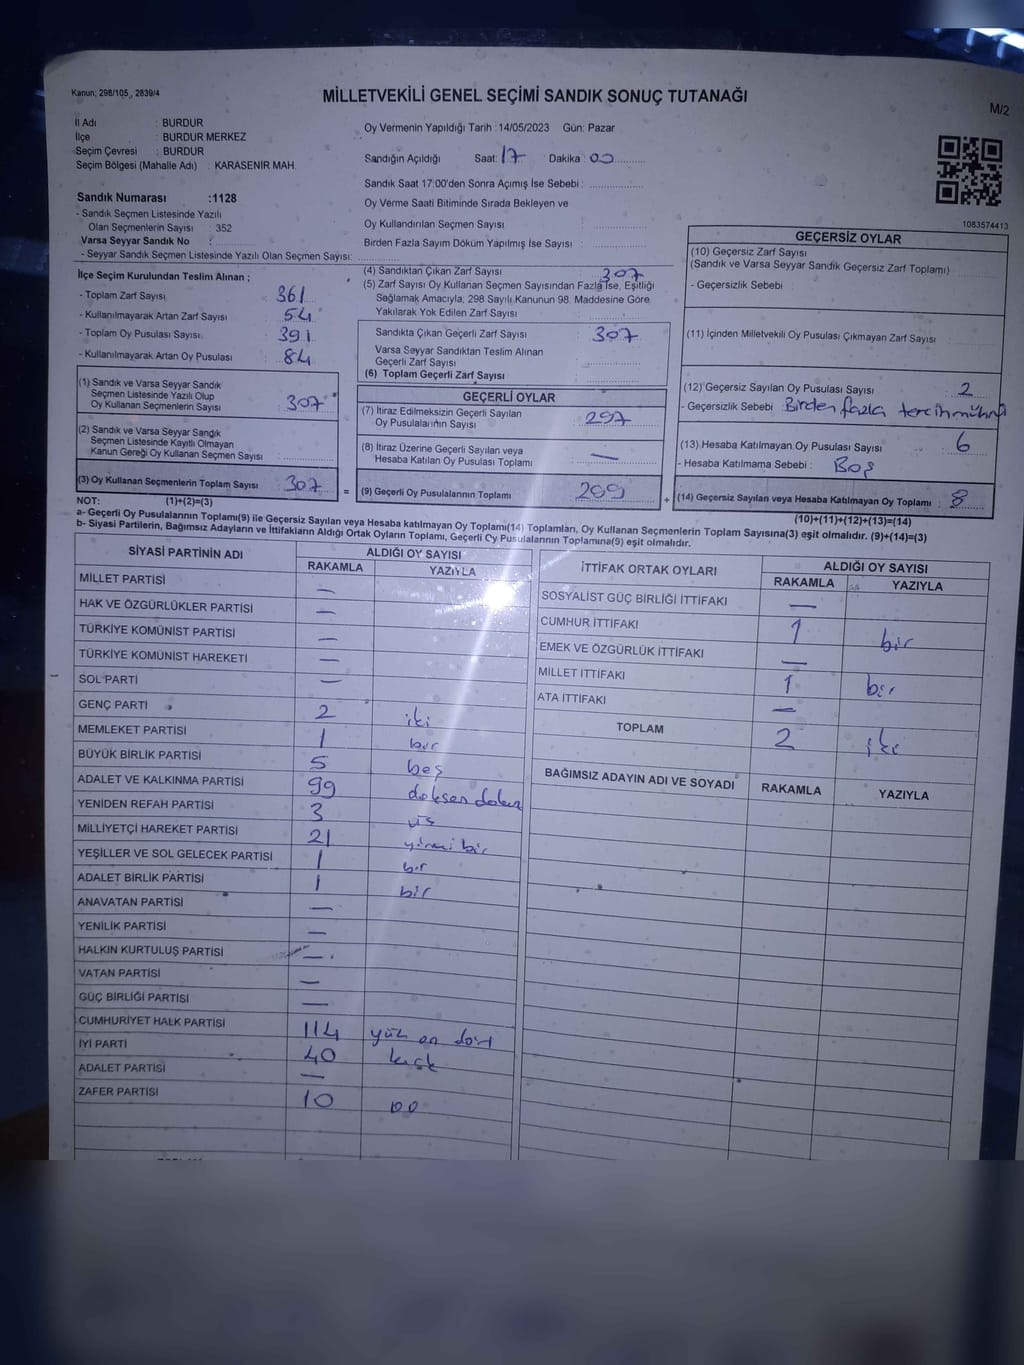 Kanun: 298/105, 2839/4
MİLLETVEKİLİ GENEL SEÇİMİ SANDIK SONUÇ TUTANAĞI
M/2
İl Adı : BURDUR
İlçe : BURDUR MERKEZ
Seçim Çevresi : BURDUR
Seçim Bölgesi (Mahalle Adı) : KARASENİR MAH.
Sandık Numarası :1128
- Sandık Seçmen Listesinde Yazılı
Olan Seçmenlerin Sayısı : 352
Varsa Seyyar Sandık No :
- Seyyar Sandık Seçmen Listesinde Yazılı Olan Seçmen Sayısı:
Oy Vermenin Yapıldığı Tarih :14/05/2023 Gün: Pazar
Sandığın Açıldığı Saat: 17 Dakika : 00
Sandık Saat 17:00'den Sonra Açımış İse Sebebi :
Oy Verme Saati Bitiminde Sırada Bekleyen ve
Oy Kullandırılan Seçmen Sayısı :
Birden Fazla Sayım Döküm Yapılmış İse Sayısı :
1083574413
İlçe Seçim Kurulundan Teslim Alınan ;
- Toplam Zarf Sayısı : 361
- Kullanılmayarak Artan Zarf Sayısı : 54
- Toplam Oy Pusulası Sayısı : 391
- Kullanılmayarak Artan Oy Pusulası : 84
(1) Sandık ve Varsa Seyyar Sandık
Seçmen Listesinde Yazılı Olup
Oy Kullanan Seçmenlerin Sayısı : 307
(2) Sandık ve Varsa Seyyar Sandık
Seçmen Listesinde Kayıtlı Olmayan
Kanun Gereği Oy Kullanan Seçmen Sayısı :
(3) Oy Kullanan Seçmenlerin Toplam Sayısı : 307
(4) Sandıktan Çıkan Zarf Sayısı : 307
(5) Zarf Sayısı Oy Kullanan Seçmen Sayısından Fazla İse, Eşitliği
Sağlamak Amacıyla, 298 Sayılı Kanunun 98. Maddesine Göre
Yakılarak Yok Edilen Zarf Sayısı :
Sandıkta Çıkan Geçerli Zarf Sayısı : 307
Varsa Seyyar Sandıktan Teslim Alınan
Geçerli Zarf Sayısı :
(6) Toplam Geçerli Zarf Sayısı :
GEÇERLİ OYLAR
(7) İtiraz Edilmeksizin Geçerli Sayılan
Oy Pusulalarının Sayısı : 297
(8) İtiraz Üzerine Geçerli Sayılan veya
Hesaba Katılan Oy Pusulası Toplamı : —
= (9) Geçerli Oy Pusulalarının Toplamı : +
GEÇERSİZ OYLAR
(10) Geçersiz Zarf Sayısı
(Sandık ve Varsa Seyyar Sandık Geçersiz Zarf Toplamı) :
- Geçersizlik Sebebi :
(11) İçinden Milletvekili Oy Pusulası Çıkmayan Zarf Sayısı :
(12) Geçersiz Sayılan Oy Pusulası Sayısı : 2
- Geçersizlik Sebebi : Birden fazla tercih mührü
(13) Hesaba Katılmayan Oy Pusulası Sayısı : 6
- Hesaba Katılmama Sebebi : Boş
(14) Geçersiz Sayılan veya Hesaba Katılmayan Oy Toplamı : 8
NOT: (1)+(2)=(3)
(10)+(11)+(12)+(13)=(14)
a- Geçerli Oy Pusulalarının Toplamı(9) ile Geçersiz Sayılan veya Hesaba katılmayan Oy Toplamı(14) Toplamları, Oy Kullanan Seçmenlerin Toplam Sayısına(3) eşit olmalıdır. (9)+(14)=(3)
b- Siyasi Partilerin, Bağımsız Adayların ve İttifakların Aldığı Ortak Oyların Toplamı, Geçerli Oy Pusulalarının Toplamına(9) eşit olmalıdır.
SİYASİ PARTİNİN ADI ALDIĞI OY SAYISI
RAKAMLA YAZIYLA
MİLLET PARTİSİ —
HAK VE ÖZGÜRLÜKLER PARTİSİ —
TÜRKİYE KOMÜNİST PARTİSİ —
TÜRKİYE KOMÜNİST HAREKETİ —
SOL PARTİ —
GENÇ PARTİ 2 iki
MEMLEKET PARTİSİ 1 bir
BÜYÜK BİRLİK PARTİSİ 5 beş
ADALET VE KALKINMA PARTİSİ 99 doksan dokuz
YENİDEN REFAH PARTİSİ 3 üç
MİLLİYETÇİ HAREKET PARTİSİ 21 yirmi bir
YEŞİLLER VE SOL GELECEK PARTİSİ 1 bir
ADALET BİRLİK PARTİSİ 1 bir
ANAVATAN PARTİSİ —
YENİLİK PARTİSİ —
HALKIN KURTULUŞ PARTİSİ —
VATAN PARTİSİ —
GÜÇ BİRLİĞİ PARTİSİ —
CUMHURİYET HALK PARTİSİ 114 yüz on dört
İYİ PARTİ 40 kırk
ADALET PARTİSİ —
ZAFER PARTİSİ 10 on
İTTİFAK ORTAK OYLARI ALDIĞI OY SAYISI
RAKAMLA YAZIYLA
SOSYALİST GÜÇ BİRLİĞİ İTTİFAKI —
CUMHUR İTTİFAKI 1 bir
EMEK VE ÖZGÜRLÜK İTTİFAKI —
MİLLET İTTİFAKI 1 bir
ATA İTTİFAKI —
TOPLAM 2 iki
BAĞIMSIZ ADAYIN ADI VE SOYADI RAKAMLA YAZIYLA